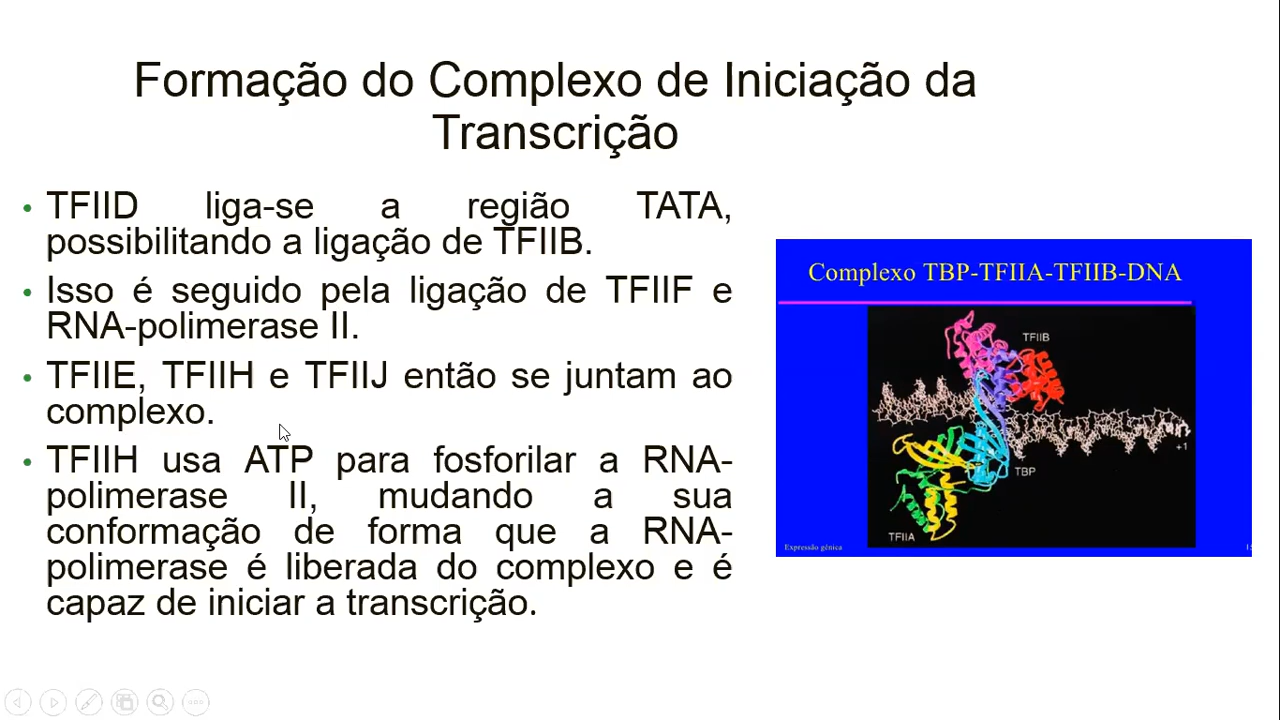 Formação do Complexo de Iniciação da
Transcrição
• TFIID liga-se a região TATA,
possibilitando a ligação de TFIIB.
• Isso é seguido pela ligação de TFIIF e
RNA-polimerase II.
• TFIIE, TFIIH e TFIIJ então se juntam ao
complexo.
• TFIIH usa ATP para fosforilar a RNA-
polimerase II, mudando a sua
conformação de forma que a RNA-
polimerase é liberada do complexo e é
capaz de iniciar a transcrição.
Complexo TBP-TFIIA-TFIIB-DNA
TFIIB
+1
TBP
TFIIA
Expressão gênica